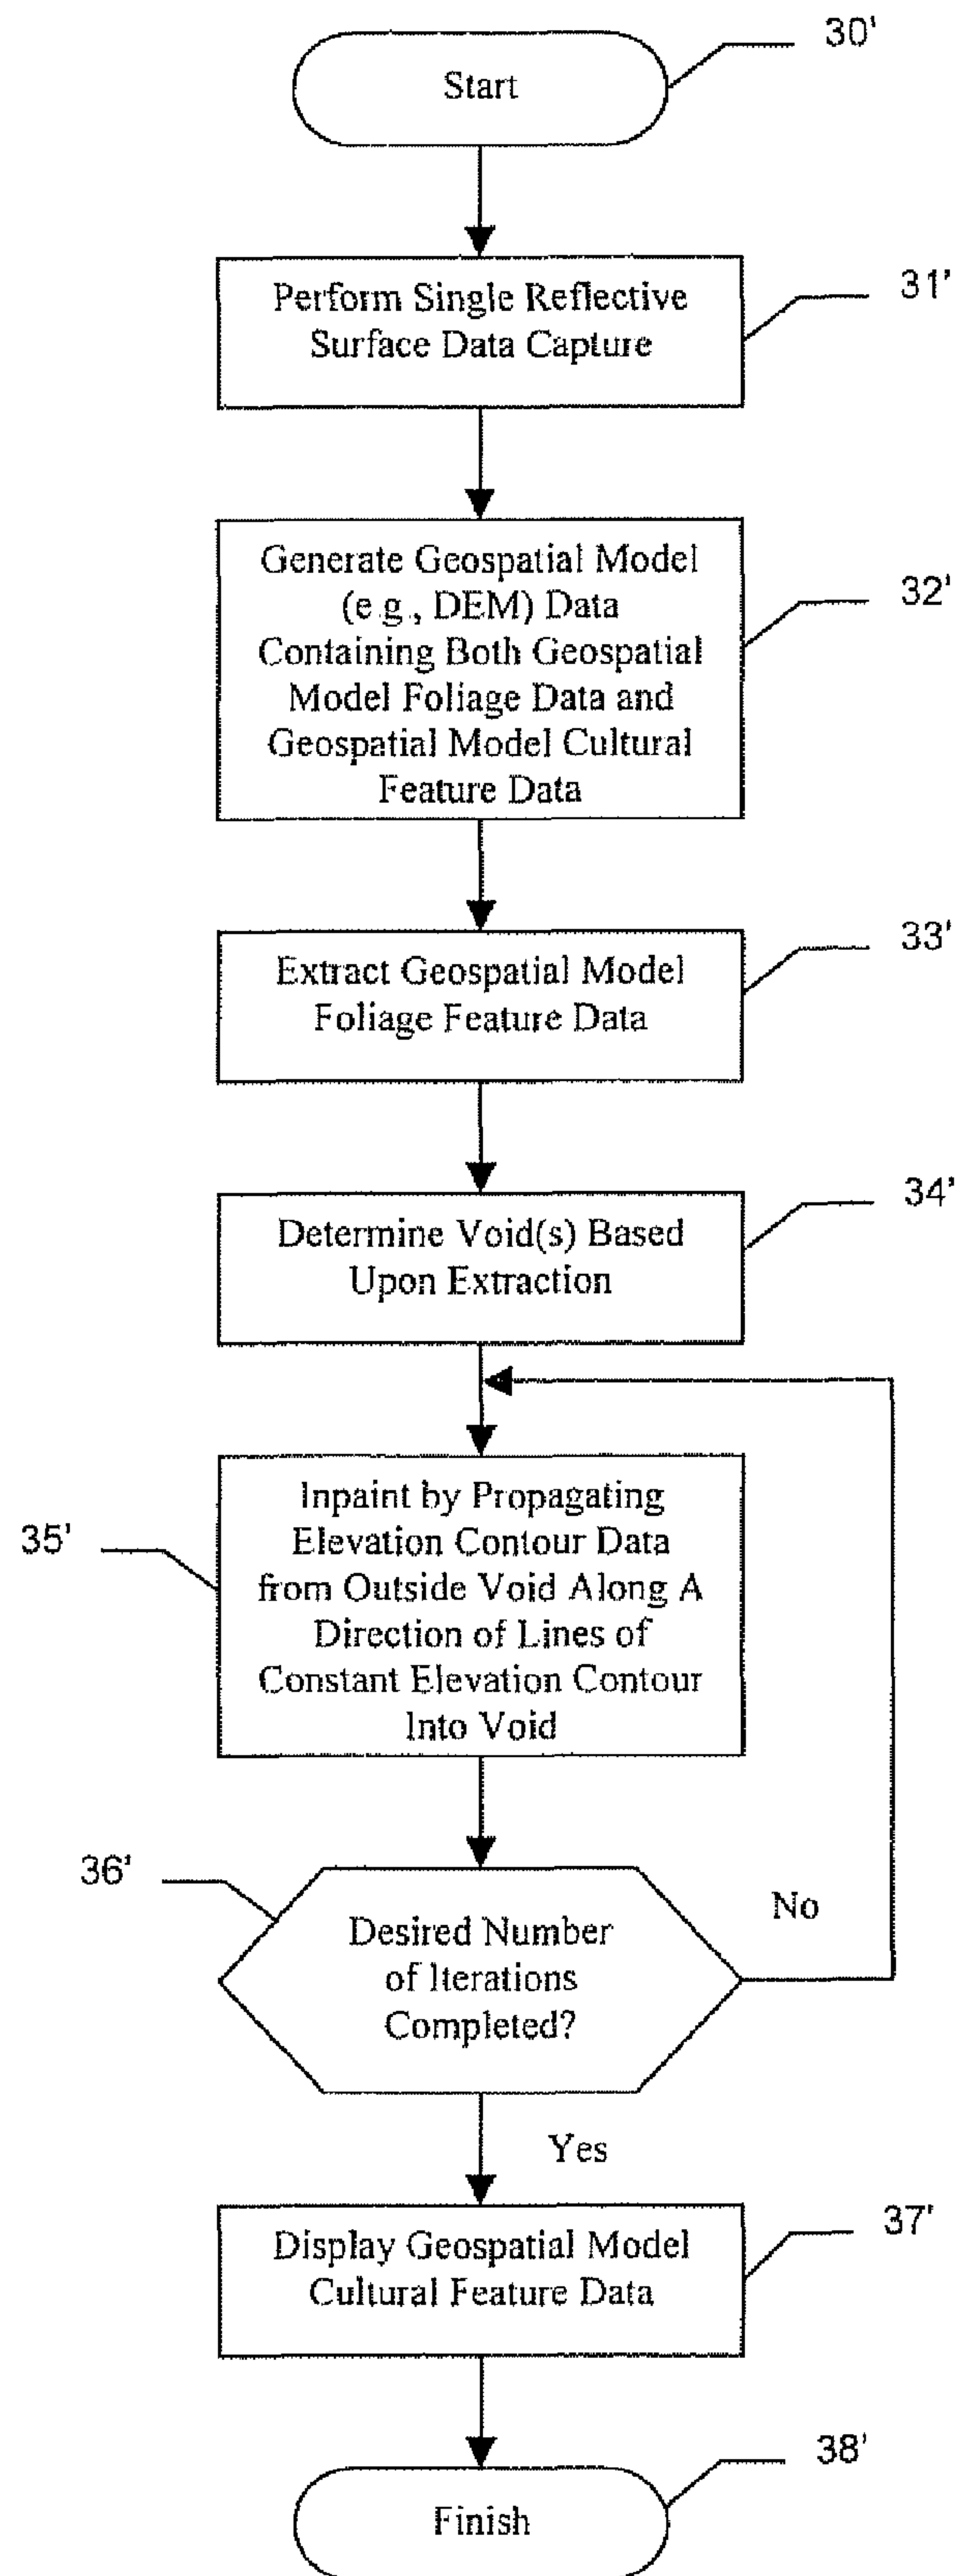 30'
Start
31'
Perform Single Reflective
Surface Data Capture
32'
Generate Geospatial Model
(e.g., DEM) Data
Containing Both Geospatial
Model Foliage Data and
Geospatial Model Cultural
Feature Data
33'
Extract Geospatial Model
Foliage Feature Data
34'
Determine Void(s) Based
Upon Extraction
35'
Inpaint by Propagating
Elevation Contour Data
from Outside Void Along A
Direction of Lines of
Constant Elevation Contour
Into Void
36'
Desired Number
of Iterations
Completed?
No
Yes
37'
Display Geospatial Model
Cultural Feature Data
38'
Finish